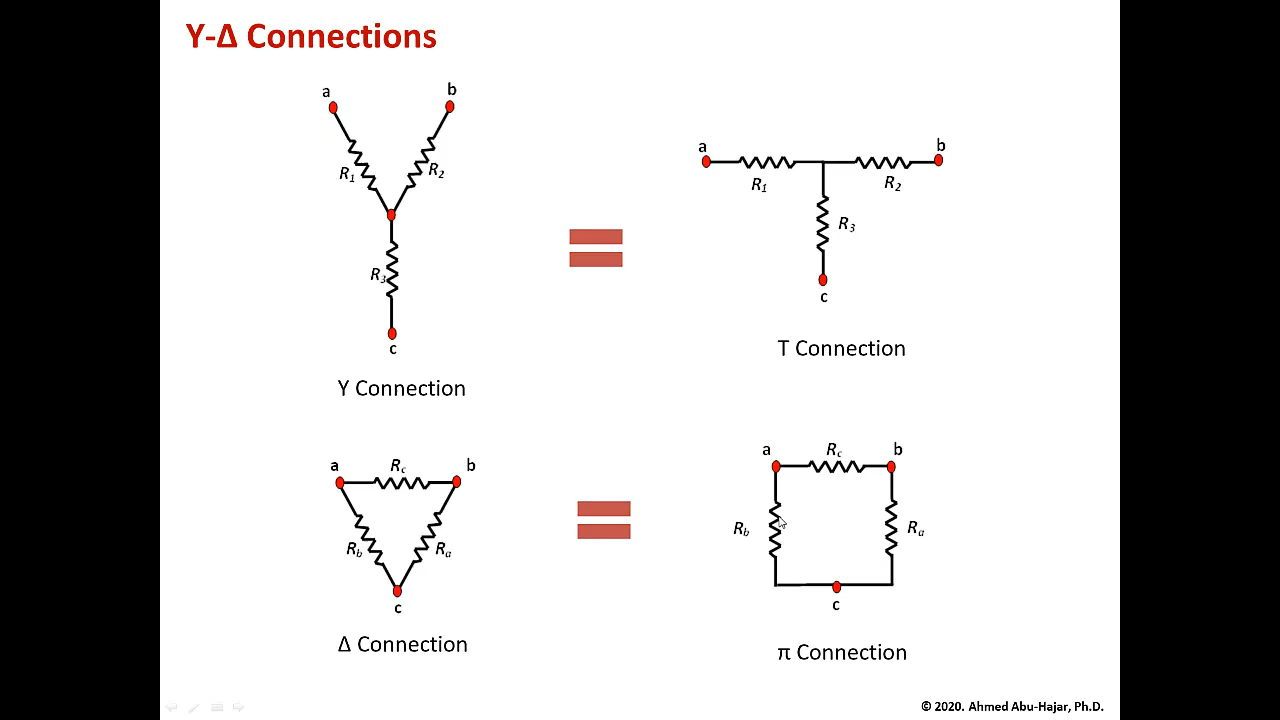 Y-Δ Connections
a
b
R1
R2
R3
c
Y Connection
a
b
R1
R2
R3
c
T Connection
a
Rc
b
Rb
Ra
c
Δ Connection
a
Rc
b
Rb
Ra
c
π Connection
© 2020. Ahmed Abu-Hajar, Ph.D.